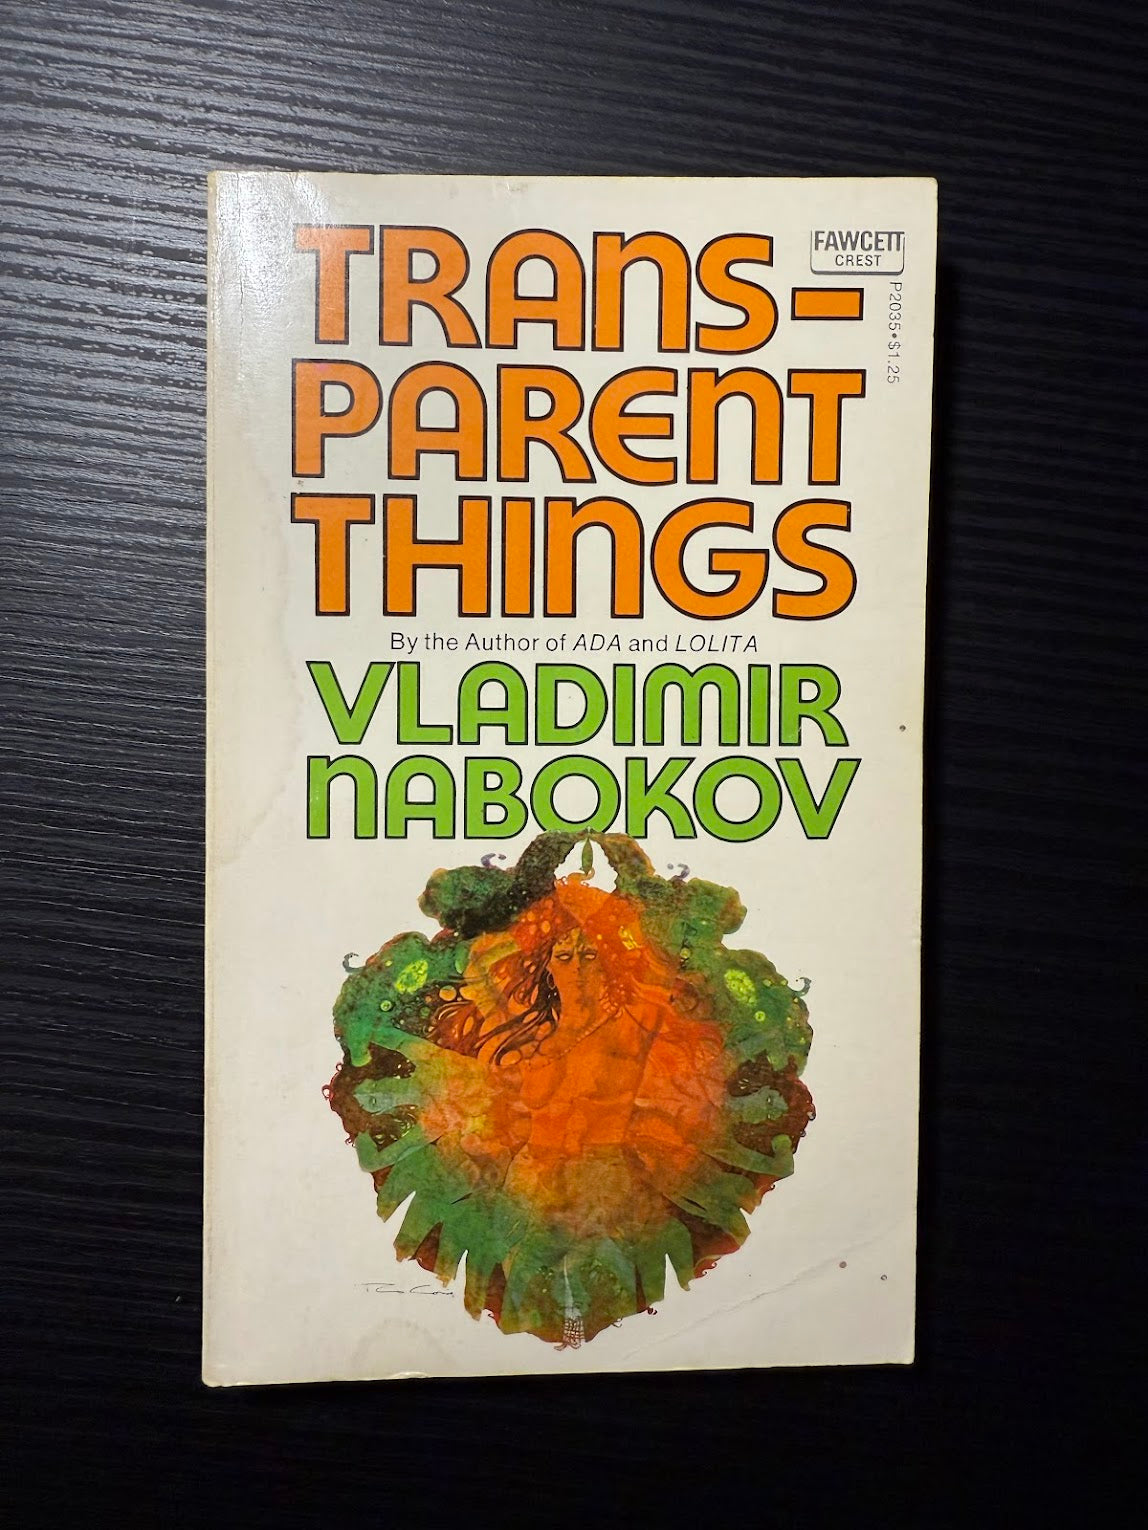 TRANS-
PARENT
THINGS
FAWCETT
CREST
P2035•$1.25
By the Author of ADA and LOLITA
VLADIMIR
NABOKOV